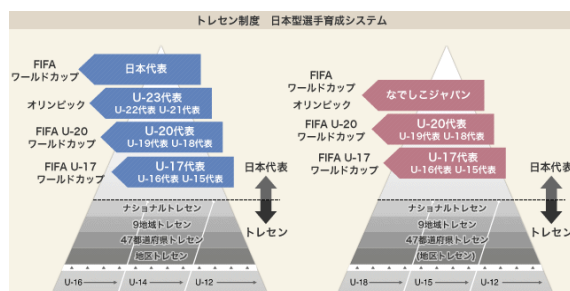 トレセン制度 日本型選手育成システム
FIFA
ワールドカップ
日本代表
オリンピック
U-23代表
U-22代表 U-21代表
FIFA U-20
ワールドカップ
U-20代表
U-19代表 U-18代表
FIFA U-17
ワールドカップ
U-17代表
U-16代表 U-15代表
日本代表
トレセン
ナショナルトレセン
9地域トレセン
47都道府県トレセン
地区トレセン
U-16
U-14
U-12
FIFA
ワールドカップ
オリンピック
なでしこジャパン
FIFA U-20
ワールドカップ
U-20代表
U-19代表 U-18代表
FIFA U-17
ワールドカップ
U-17代表
U-16代表 U-15代表
日本代表
トレセン
ナショナルトレセン
9地域トレセン
47都道府県トレセン
(地区トレセン)
U-18
U-15
U-12